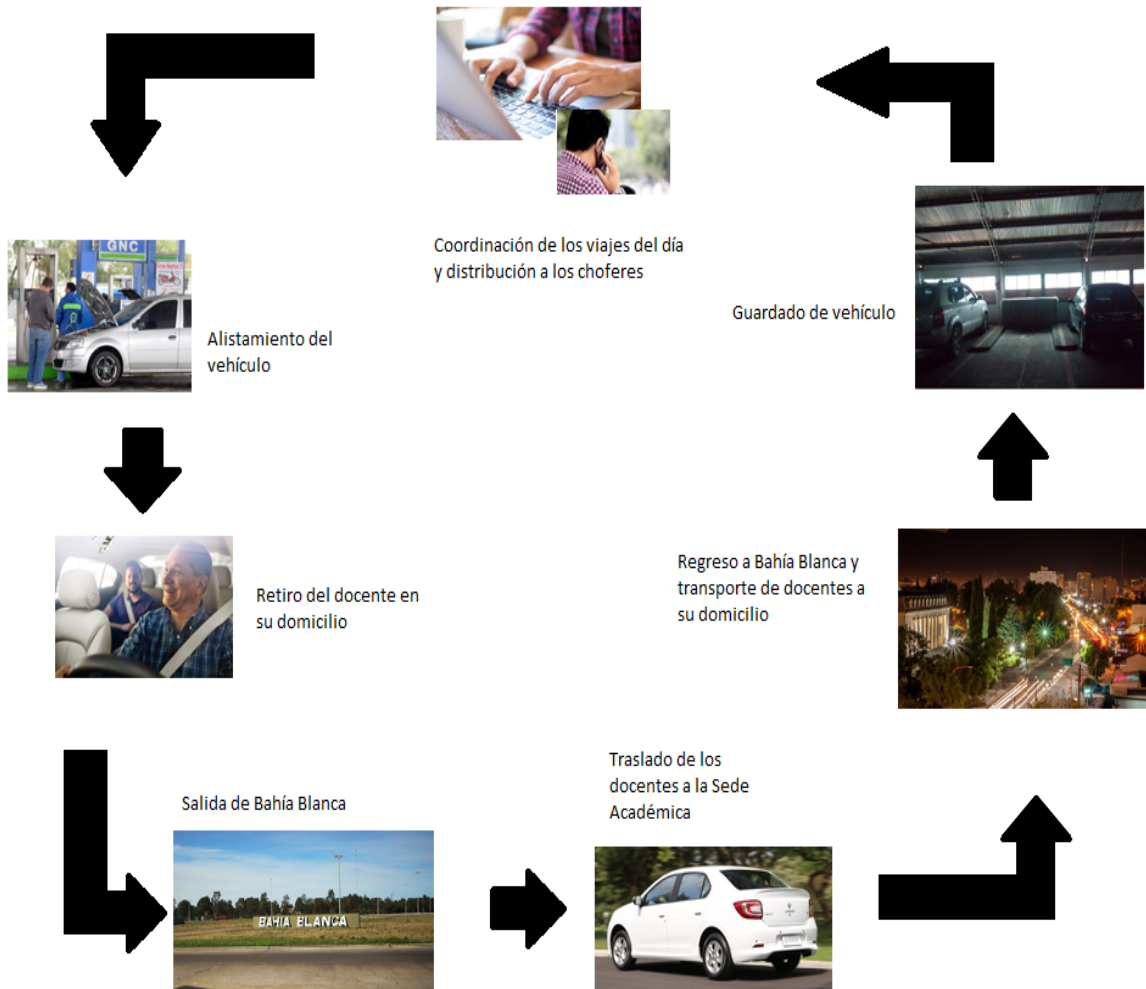 Coordinación de los viajes del día
y distribución a los choferes
GNC
Alistamiento del
vehículo
Guardado de vehículo
Retiro del docente en
su domicilio
Regreso a Bahía Blanca y
transporte de docentes a
su domicilio
Salida de Bahía Blanca
BAHIA BLANCA
Traslado de los
docentes a la Sede
Académica